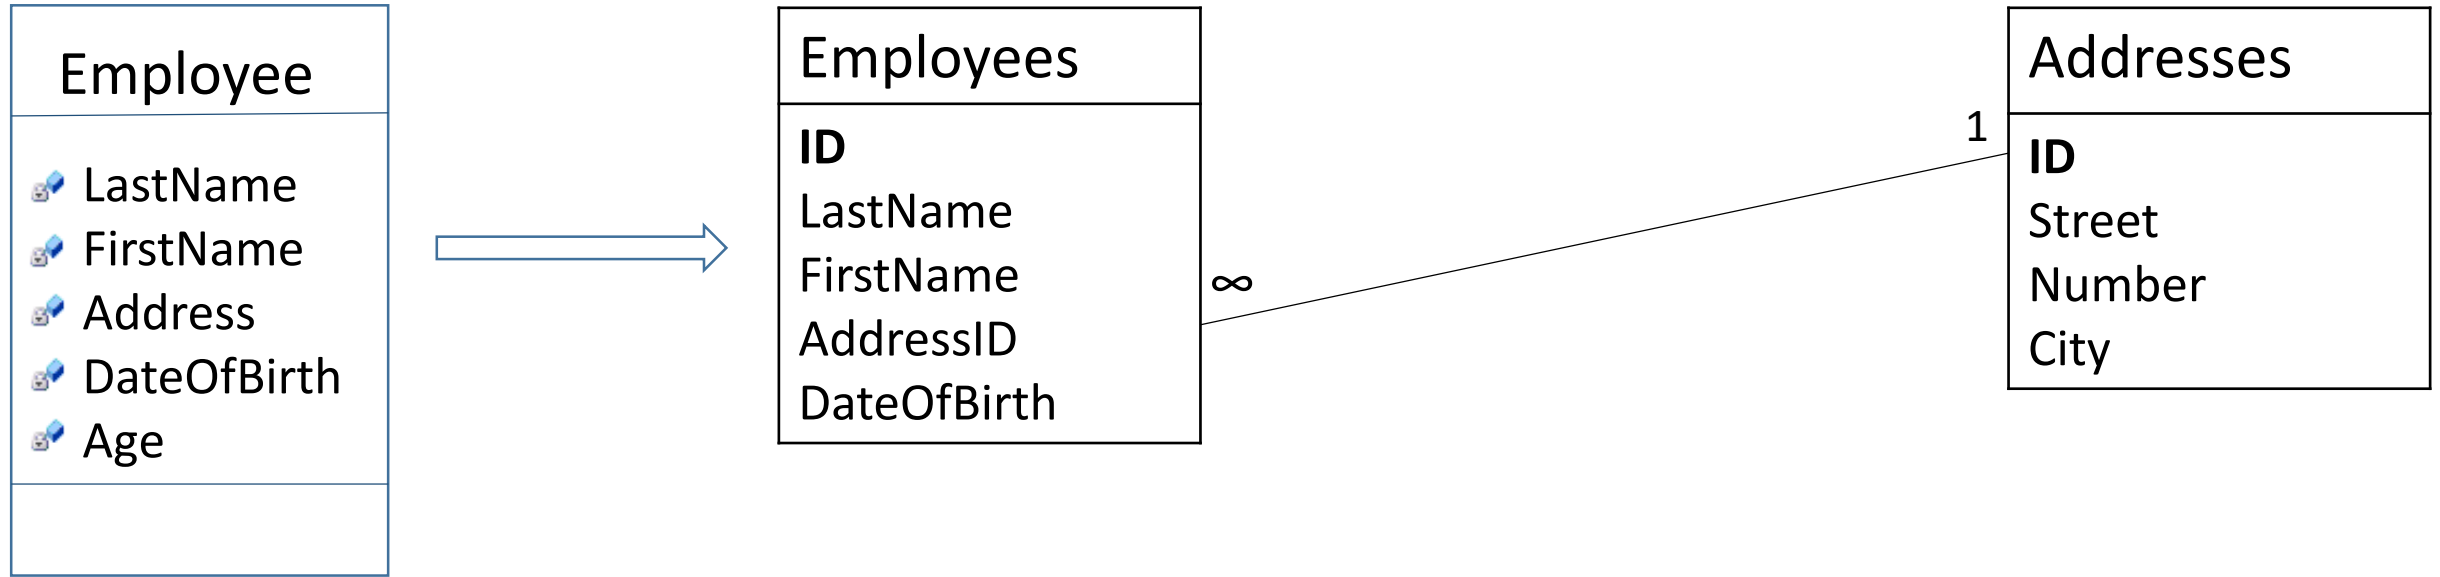 Employee
LastName
FirstName
Address
DateOfBirth
Age
Employees
ID
LastName
FirstName
AddressID
DateOfBirth
∞
1
Addresses
ID
Street
Number
City